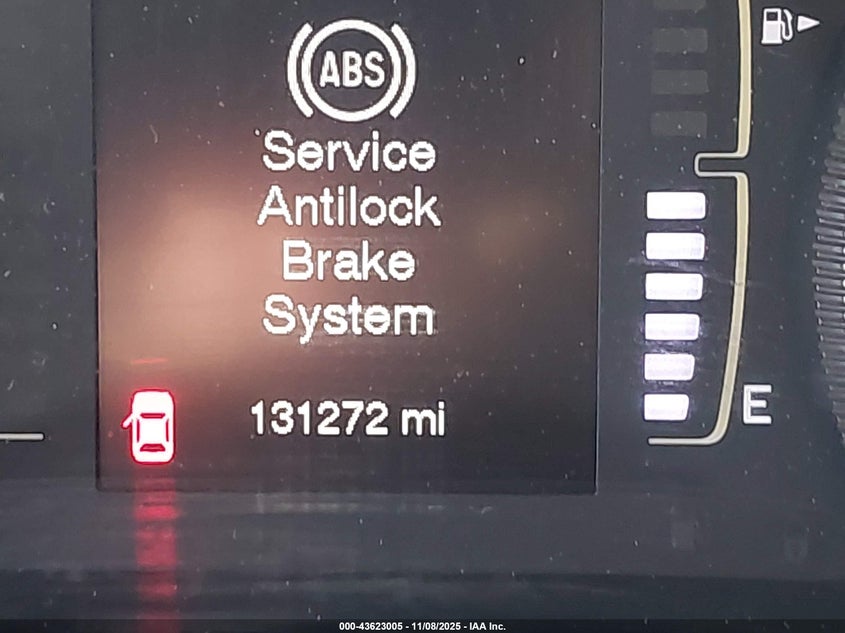 ABS
Service
Antilock
Brake
System
131272 mi
E
000-43623005 - 11/08/2025 - IAA Inc.